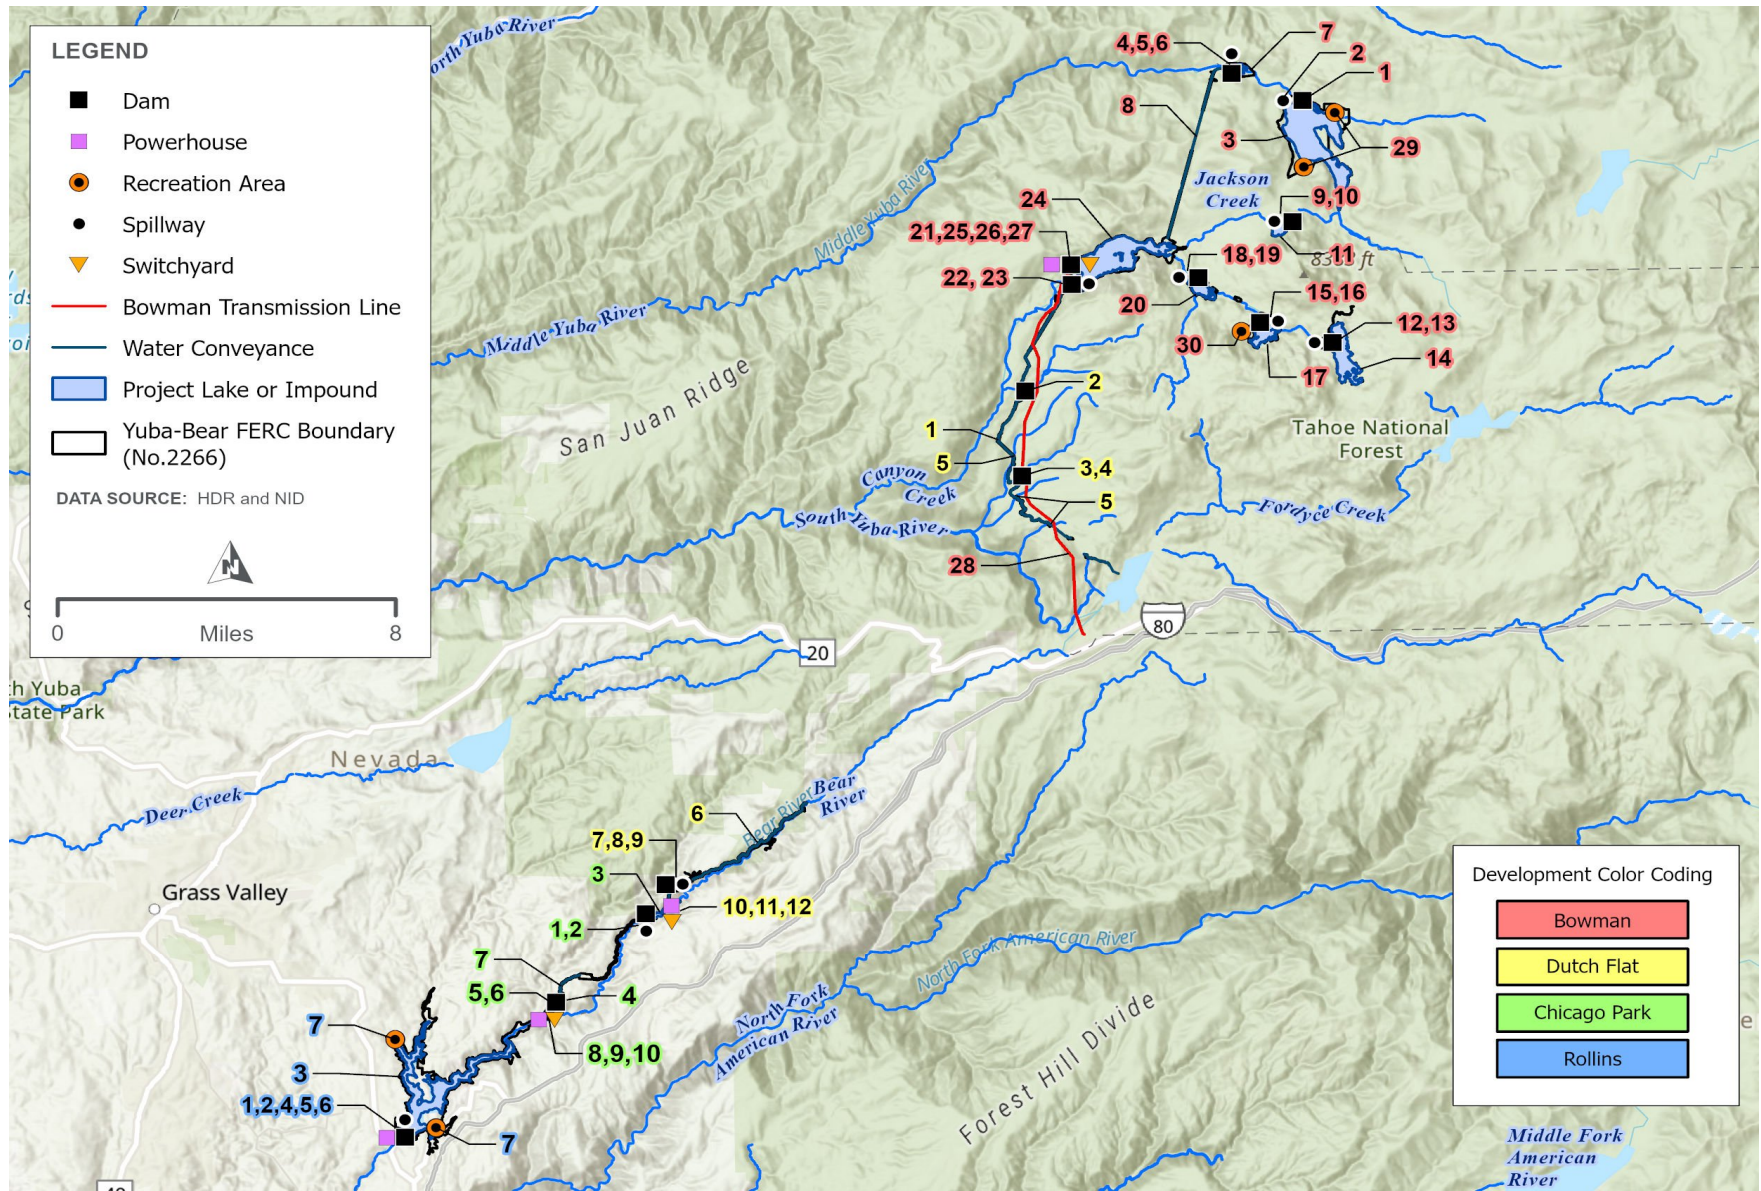 LEGEND
Dam
Powerhouse
Recreation Area
Spillway
Switchyard
Bowman Transmission Line
Water Conveyance
Project Lake or Impound
Yuba-Bear FERC Boundary
(No.2266)
DATA SOURCE: HDR and NID
N
0 Miles 8
North Yuba River
4,5,6
7
2
1
8
3
29
Middle Yuba River
Jackson
Creek
9,10
24
21,25,26,27
11
18,19
22, 23
20
15,16
12,13
30
14
17
Middle Yuba River
San Juan Ridge
2
1
5
3,4
Tahoe National
Forest
Canyon
Creek
5
South Yuba River
Fordyce Creek
28
80
20
th Yuba
State Park
Nevada
Deer Creek
Bear River
Bear
River
6
7,8,9
3
10,11,12
1,2
Grass Valley
7
5,6
4
8,9,10
North Fork American River
North Fork
American River
Forest Hill Divide
7
3
1,2,4,5,6
7
Development Color Coding
Bowman
Dutch Flat
Chicago Park
Rollins
Middle Fork
American
River